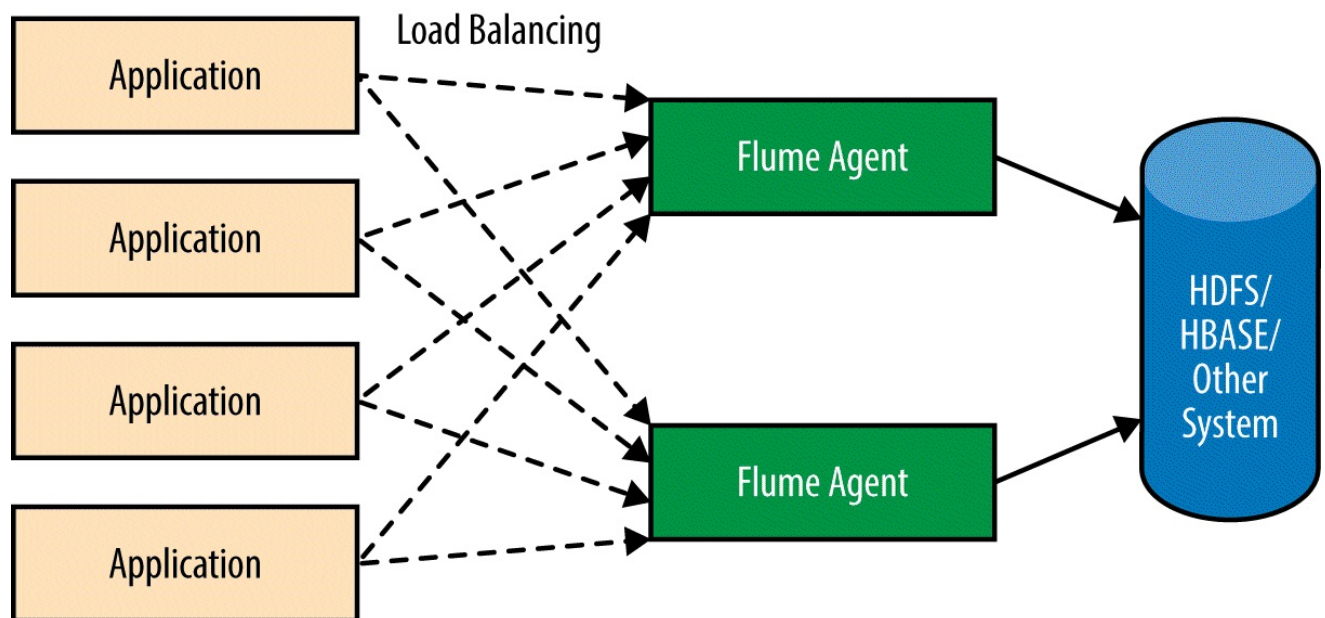 Load Balancing
Application
Application
Application
Application
Flume Agent
Flume Agent
HDFS/
HBASE/
Other
System